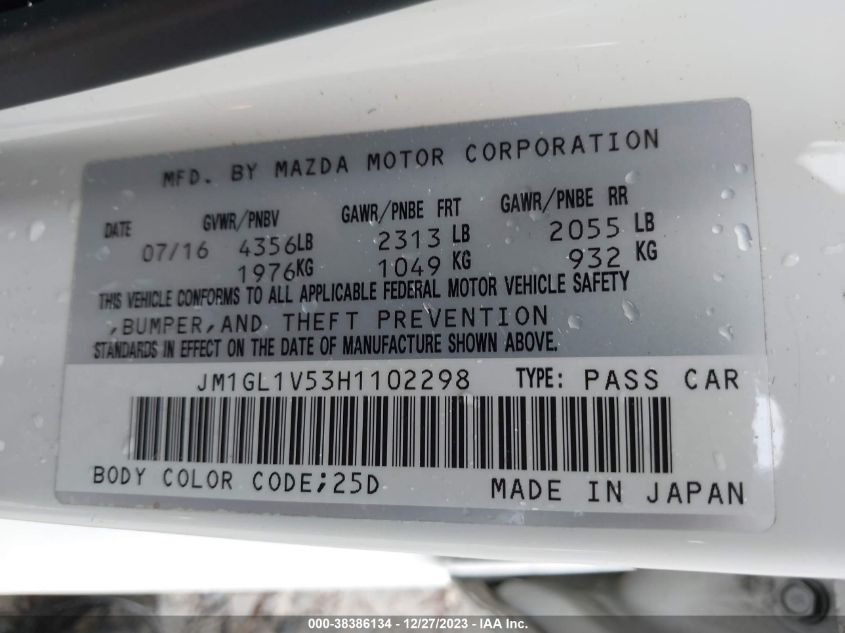 MFD. BY MAZDA MOTOR CORPORATION
DATE GVWR/PNBV GAWR/PNBE FRT GAWR/PNBE RR
07/16 4356LB 2313 LB 2055 LB
1976KG 1049 KG 932 KG
THIS VEHICLE CONFORMS TO ALL APPLICABLE FEDERAL MOTOR VEHICLE SAFETY
,BUMPER,AND THEFT PREVENTION
STANDARDS IN EFFECT ON THE DATE OF MANUFACTURE SHOWN ABOVE.
JM1GL1V53H1102298 TYPE: PASS CAR
BODY COLOR CODE;25D MADE IN JAPAN
000-38386134 - 12/27/2023 - IAAI.com